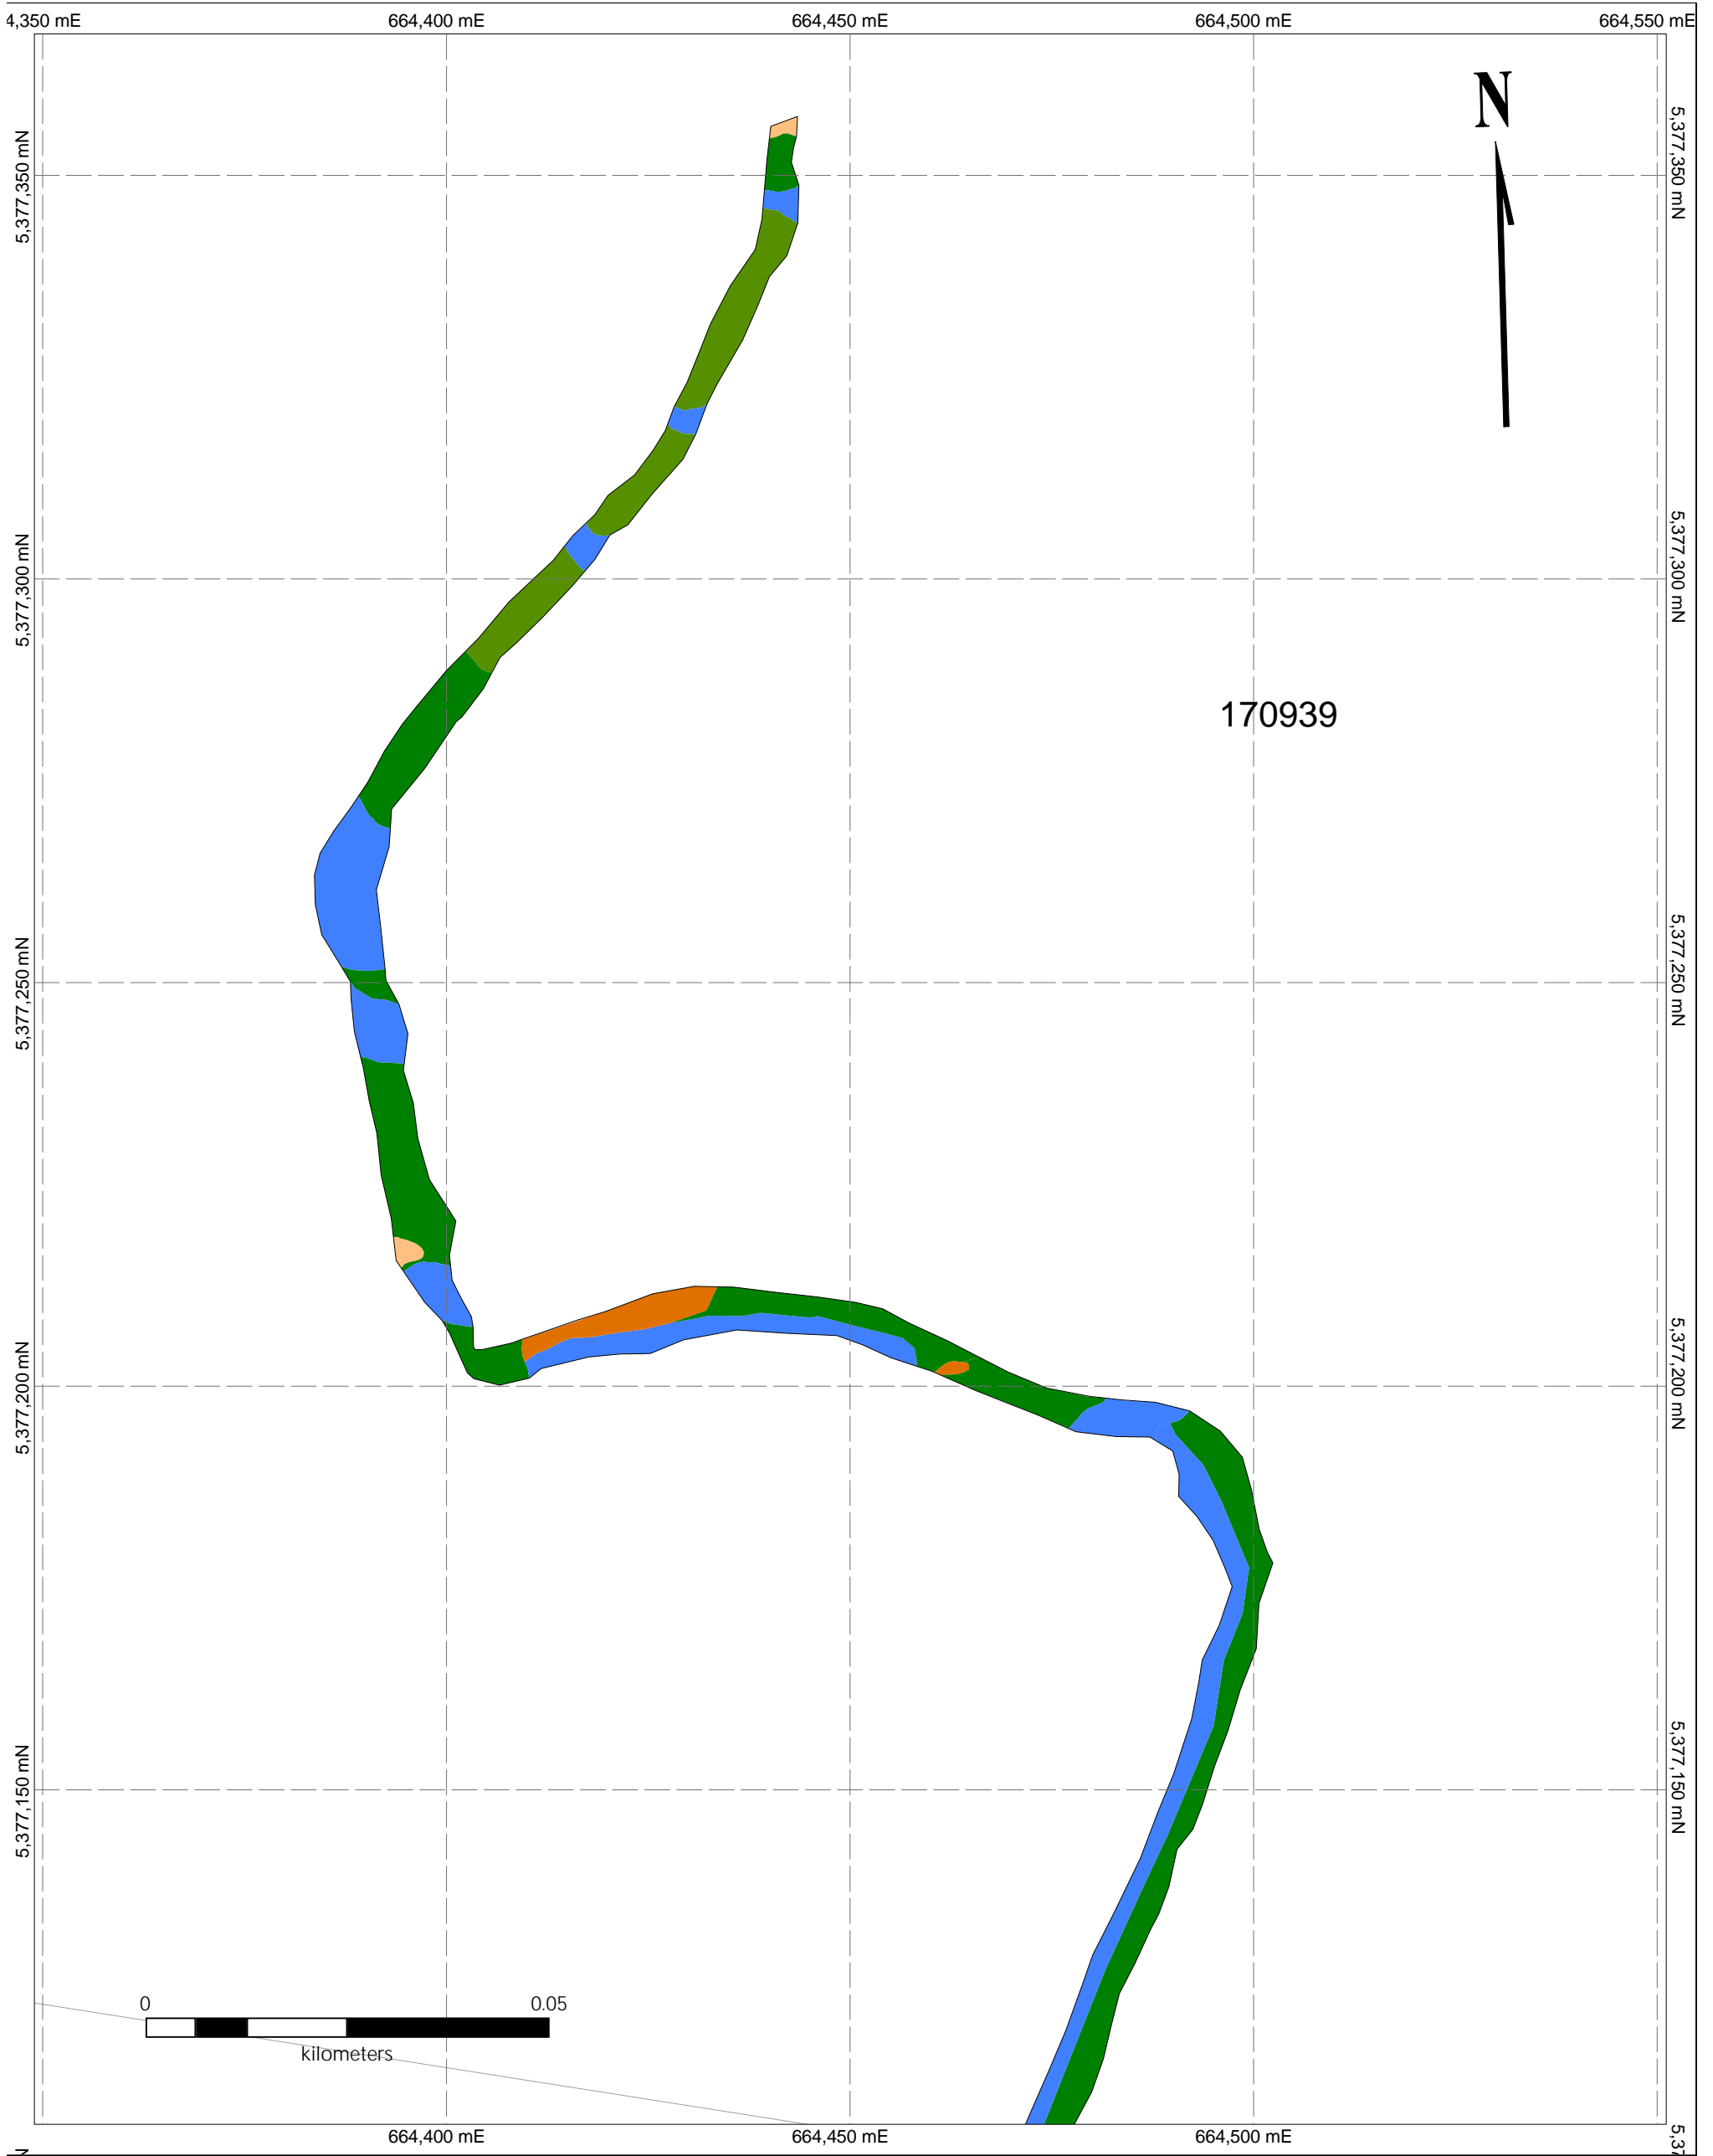 4,350 mE 664,400 mE 664,450 mE 664,500 mE 664,550 mE
N
5,377,350 mN 5,377,350 mN
5,377,300 mN 5,377,300 mN
170939
5,377,250 mN 5,377,250 mN
5,377,200 mN 5,377,200 mN
5,377,150 mN 5,377,150 mN
0 0.05
kilometers
664,400 mE 664,450 mE 664,500 mE
N 5,37